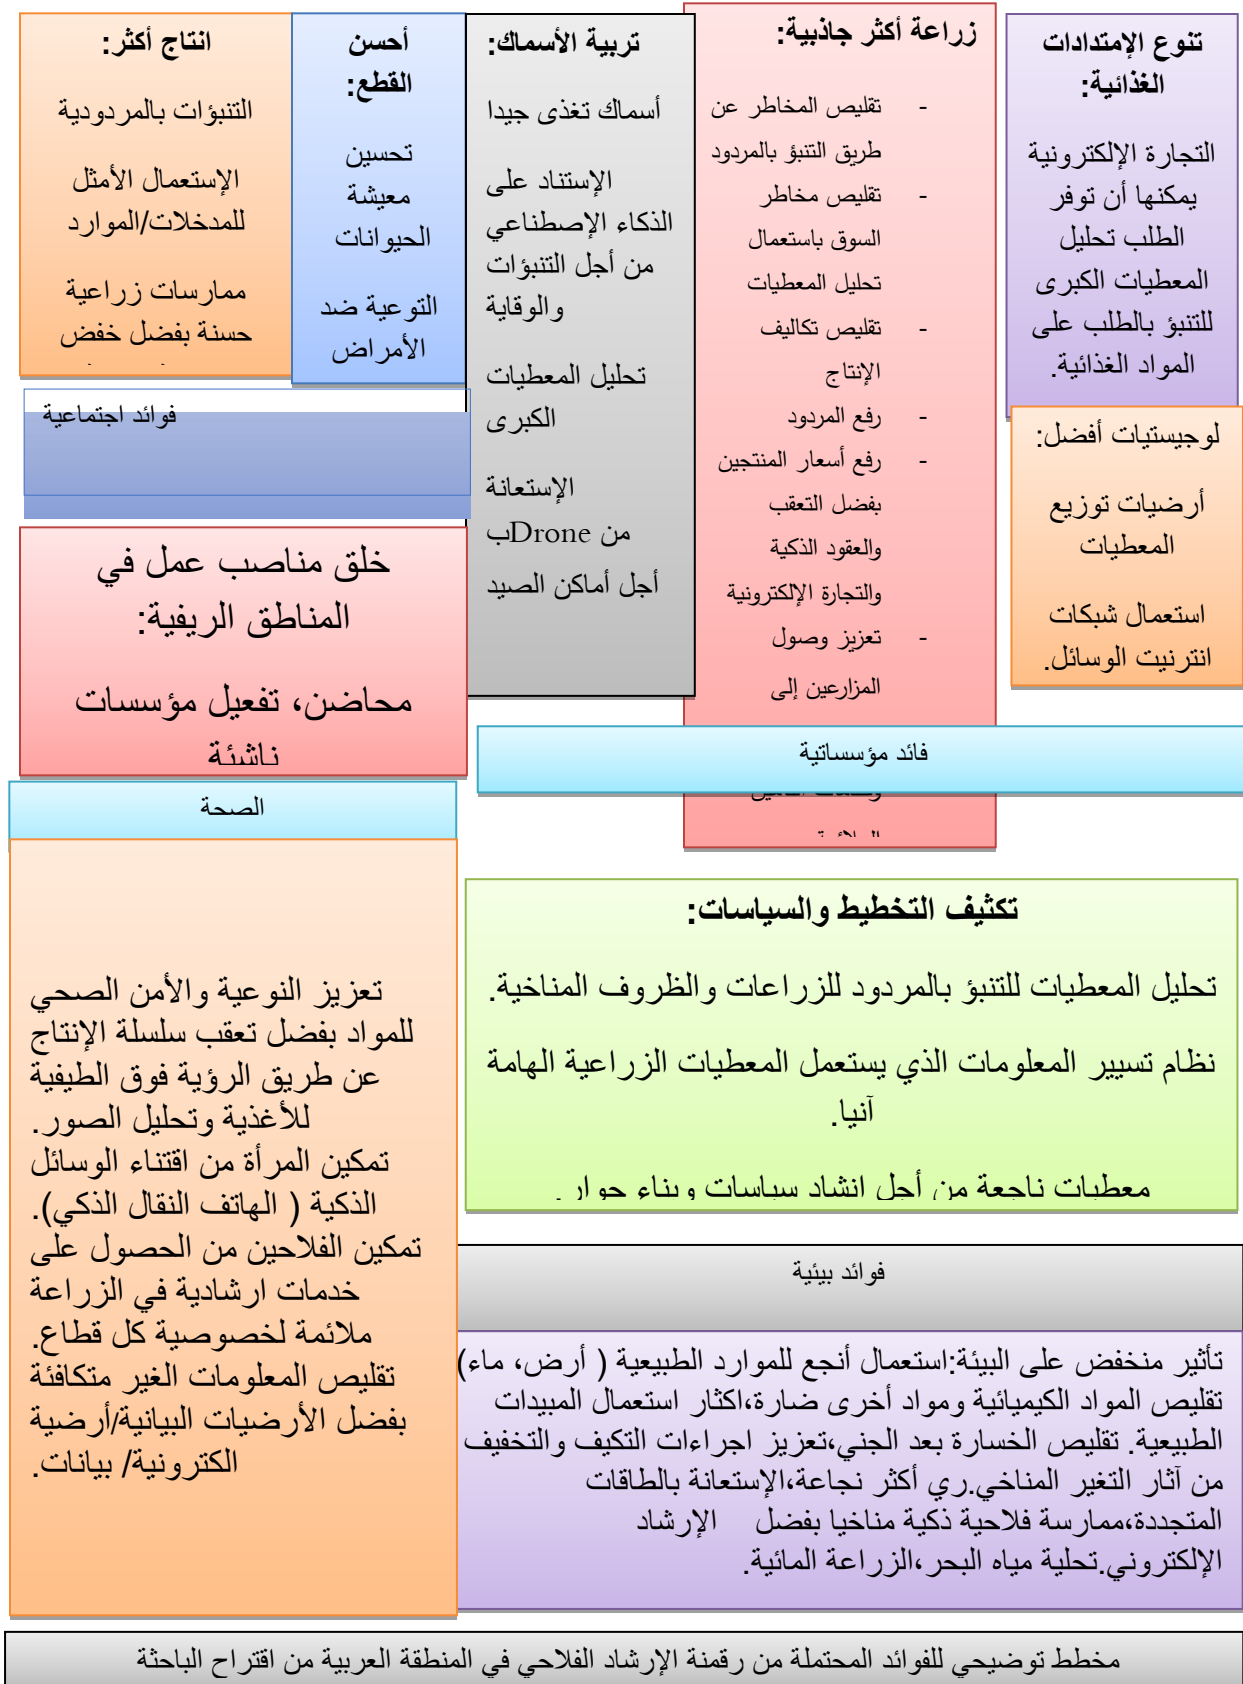 تنوع الإمتدادات
الغذائية:
التجارة الإلكترونية
يمكنها أن توفر
الطلب تحليل
المعطيات الكبرى
للتنبؤ بالطلب على
المواد الغذائية.
زراعة أكثر جاذبية:
- تقليص المخاطر عن
طريق التنبؤ بالمردود
- تقليص مخاطر
السوق باستعمال
تحليل المعطيات
- تقليص تكاليف
الإنتاج
- رفع المردود
- رفع أسعار المنتجين
بفضل التعقب
والعقود الذكية
والتجارة الإلكترونية
- تعزيز وصول
المزارعين إلى
تربية الأسماك:
أسماك تغذى جيدا
الإستناد على
الذكاء الإصطناعي
من أجل التنبؤات
والوقاية
تحليل المعطيات
الكبرى
الإستعانة
بDrone من
أجل أماكن الصيد
أحسن
القطع:
تحسين
معيشة
الحيوانات
التوعية ضد
الأمراض
انتاج أكثر:
التنبؤات بالمردودية
الإستعمال الأمثل
للمدخلات/الموارد
ممارسات زراعية
حسنة بفضل خفض
لوجيستيات أفضل:
أرضيات توزيع
المعطيات
استعمال شبكات
انترنيت الوسائل.
فوائد اجتماعية
خلق مناصب عمل في
المناطق الريفية:
محاضن، تفعيل مؤسسات
ناشئة
فائد مؤسساتية
الصحة
تكثيف التخطيط والسياسات:
تحليل المعطيات للتنبؤ بالمردود للزراعات والظروف المناخية.
نظام تسيير المعلومات الذي يستعمل المعطيات الزراعية الهامة
آنيا.
معطيات ناجعة من أجل انشاد سياسات وبناء حوار.
تعزيز النوعية والأمن الصحي
للمواد بفضل تعقب سلسلة الإنتاج
عن طريق الرؤية فوق الطيفية
للأغذية وتحليل الصور.
تمكين المرأة من اقتناء الوسائل
الذكية ( الهاتف النقال الذكي).
تمكين الفلاحين من الحصول على
خدمات ارشادية في الزراعة
ملائمة لخصوصية كل قطاع.
تقليص المعلومات الغير متكافئة
بفضل الأرضيات البيانية/أرضية
الكترونية/ بيانات.
فوائد بيئية
تأثير منخفض على البيئة:استعمال أنجع للموارد الطبيعية ( أرض، ماء)
تقليص المواد الكيميائية ومواد أخرى ضارة،اكثار استعمال المبيدات
الطبيعية. تقليص الخسارة بعد الجني،تعزيز اجراءات التكيف والتخفيف
من آثار التغير المناخي.ري أكثر نجاعة،الإستعانة بالطاقات
المتجددة،ممارسة فلاحية ذكية مناخيا بفضل الإرشاد
الإلكتروني.تحلية مياه البحر،الزراعة المائية.
مخطط توضيحي للفوائد المحتملة من رقمنة الإرشاد الفلاحي في المنطقة العربية من اقتراح الباحثة